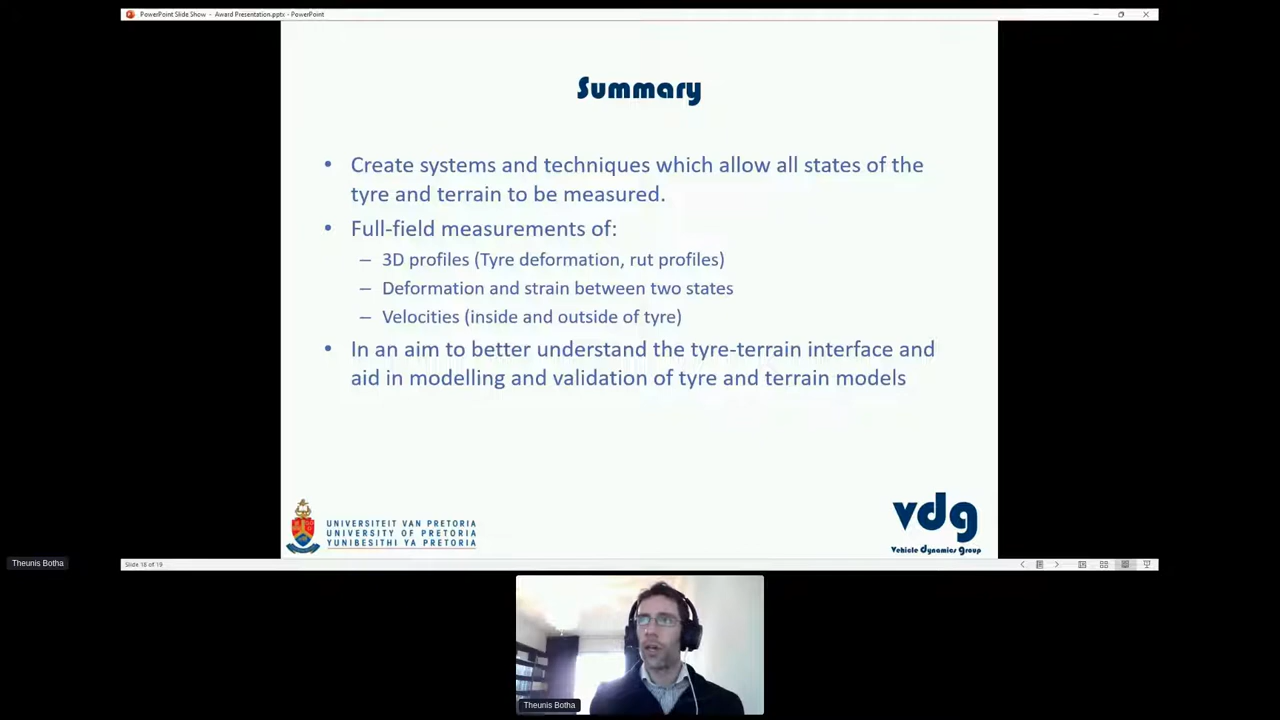 PowerPoint Slide Show - Award Presentation.pptx - PowerPoint
Summary
• Create systems and techniques which allow all states of the
tyre and terrain to be measured.
• Full-field measurements of:
– 3D profiles (Tyre deformation, rut profiles)
– Deformation and strain between two states
– Velocities (inside and outside of tyre)
• In an aim to better understand the tyre-terrain interface and
aid in modelling and validation of tyre and terrain models
UNIVERSITEIT VAN PRETORIA
UNIVERSITY OF PRETORIA
YUNIBESITHI YA PRETORIA
vdg
Vehicle Dynamics Group
Theunis Botha
Slide 18 of 19
Theunis Botha